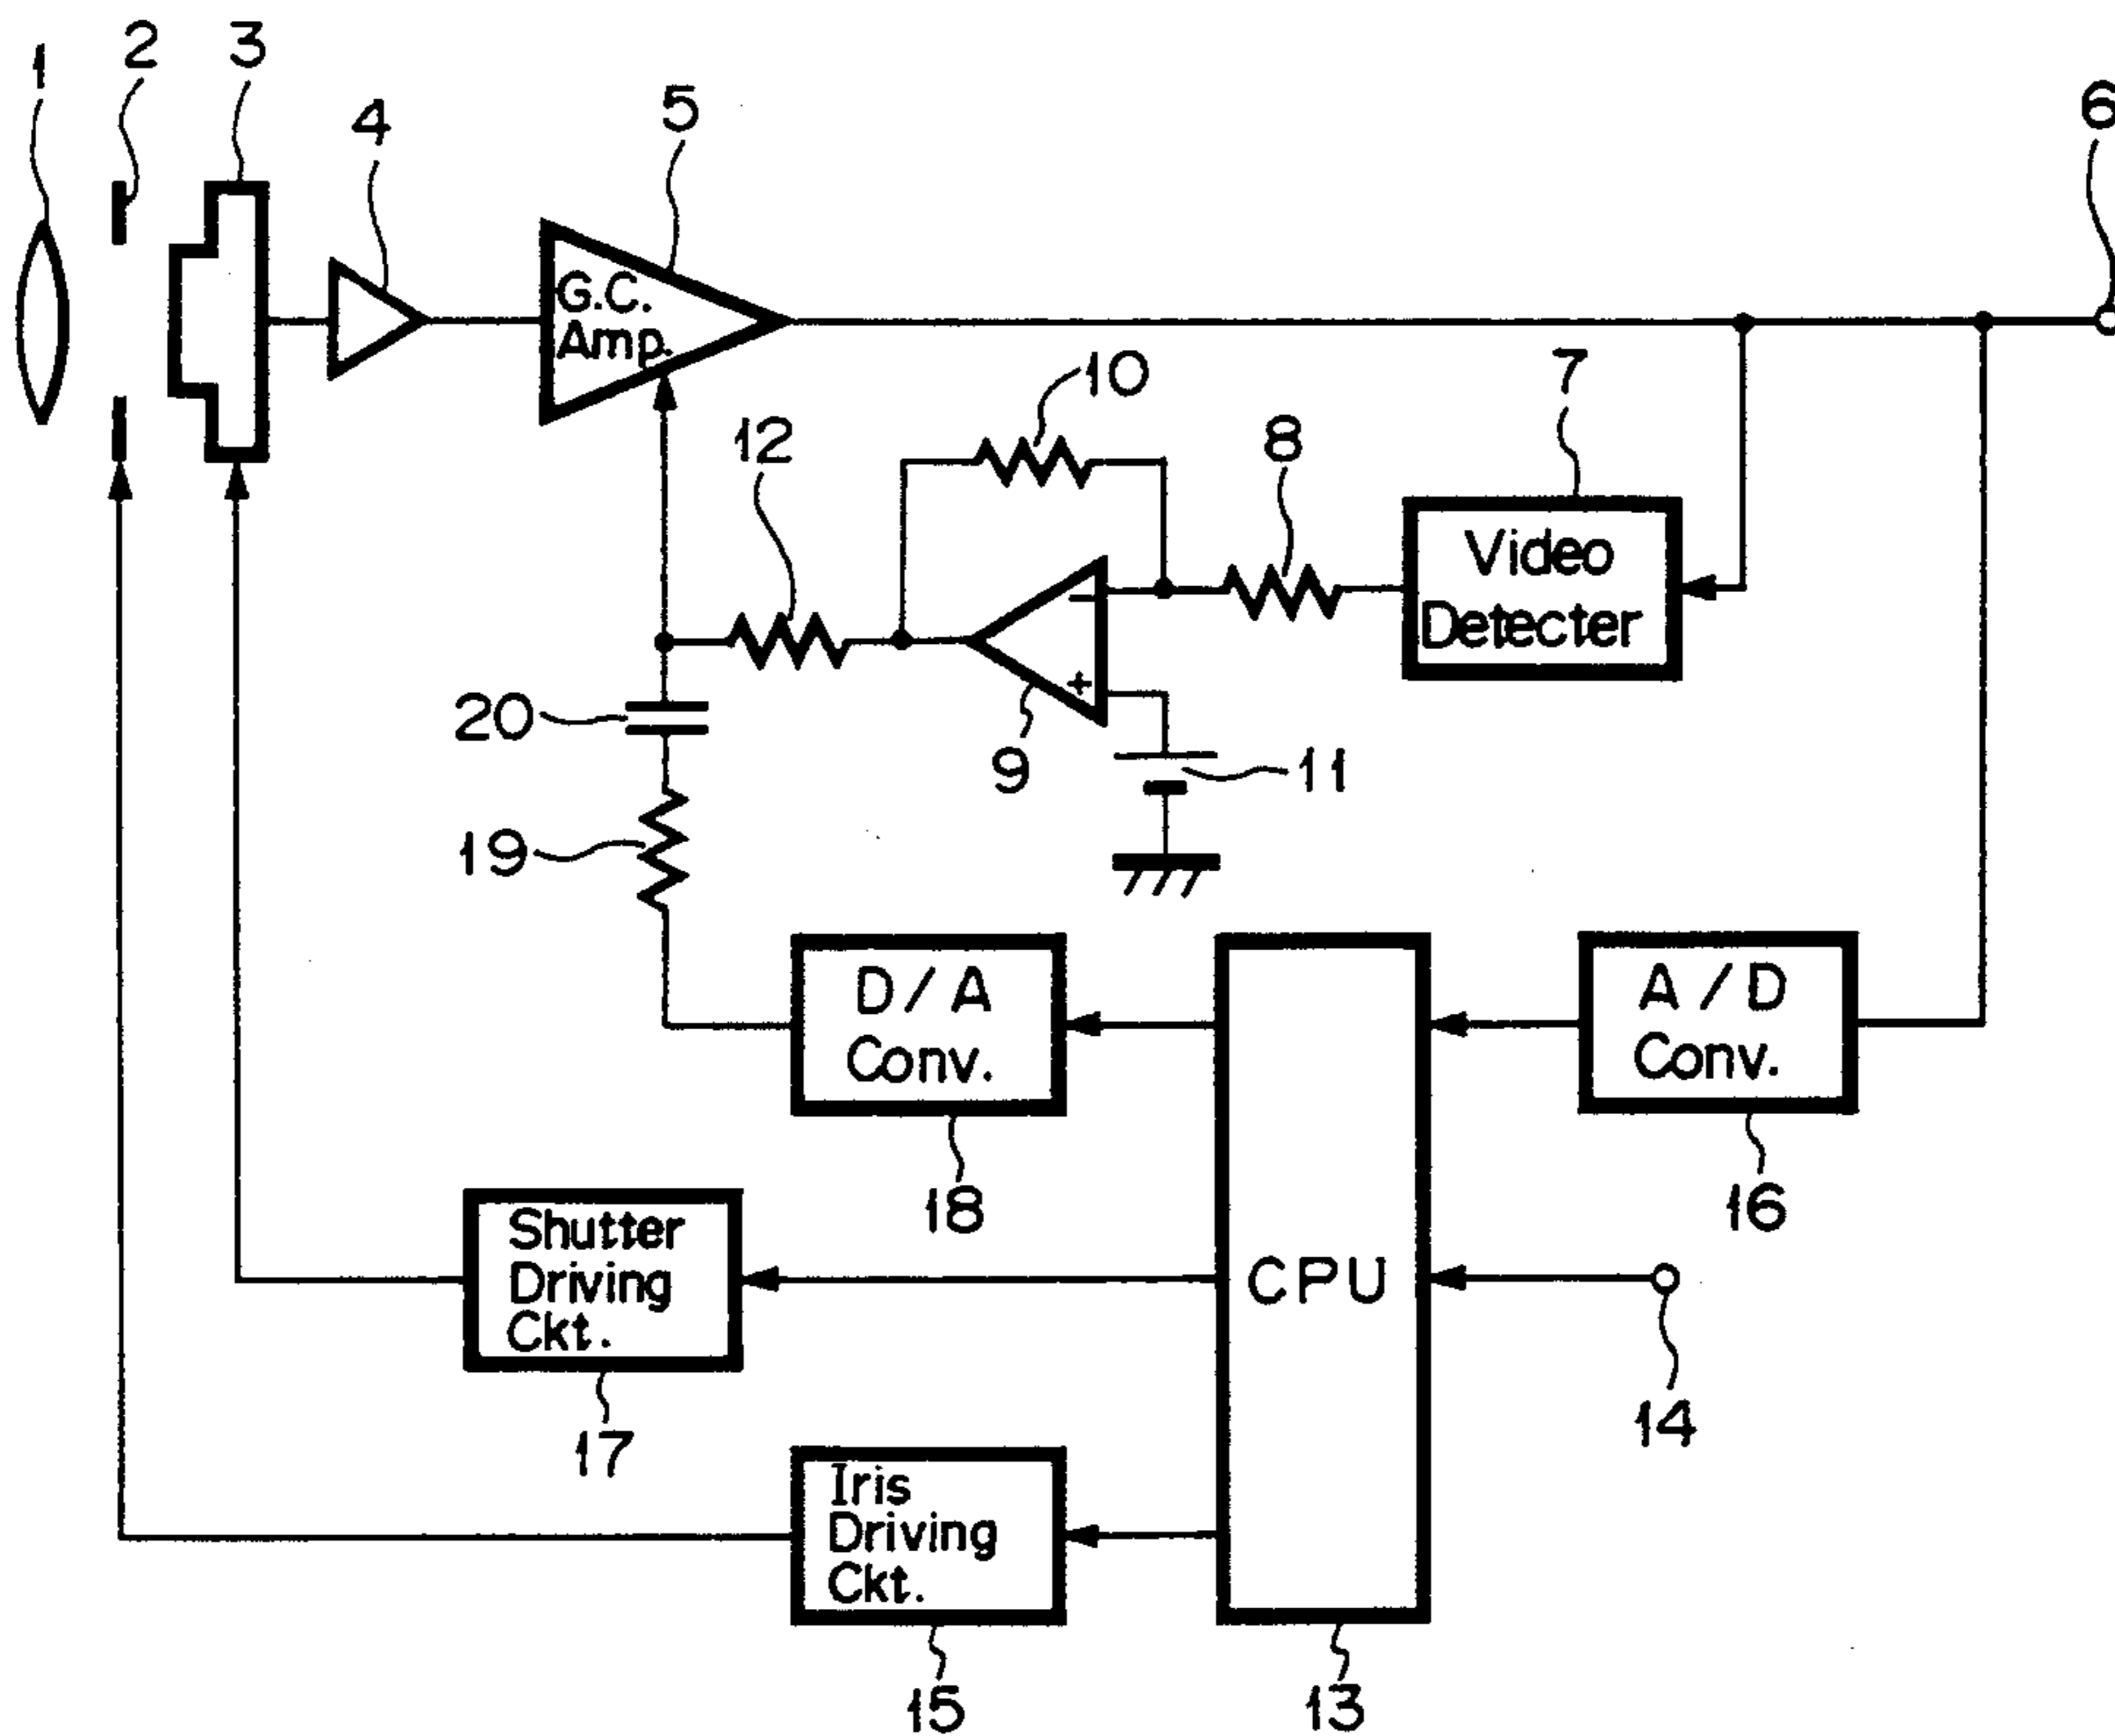 1
2
3
4
5
6
G.C.
Amp.
7
8
10
12
Video
Detecter
−
+
9
11
20
19
D/A
Conv.
A/D
Conv.
18
16
Shutter
Driving
Ckt.
CPU
14
17
Iris
Driving
Ckt.
15
13